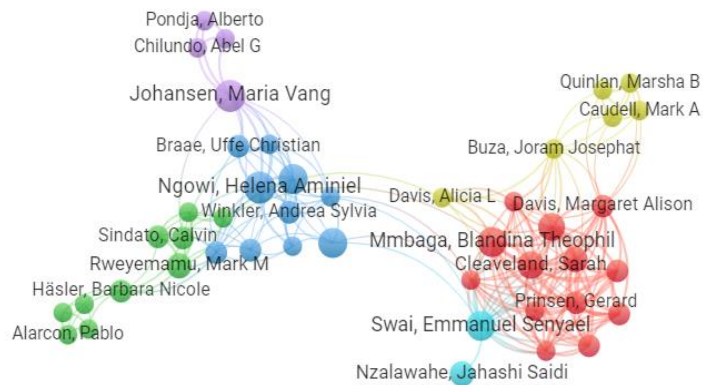 Pondja, Alberto
Chilundo, Abel G
Johansen, Maria Vang
Quinlan, Marsha B
Caudell, Mark A
Braae, Uffe Christian
Buza, Joram Josephat
Ngowi, Helena Aminiel
Davis, Alicia L
Davis, Margaret Alison
Winkler, Andrea Sylvia
Sindato, Calvin
Mmbaga, Blandina Theophil
Rweyemamu, Mark M
Cleaveland, Sarah
Häsler, Barbara Nicole
Prinsen, Gerard
Alarcon, Pablo
Swai, Emmanuel Senyael
Nzalawahe, Jahashi Saidi